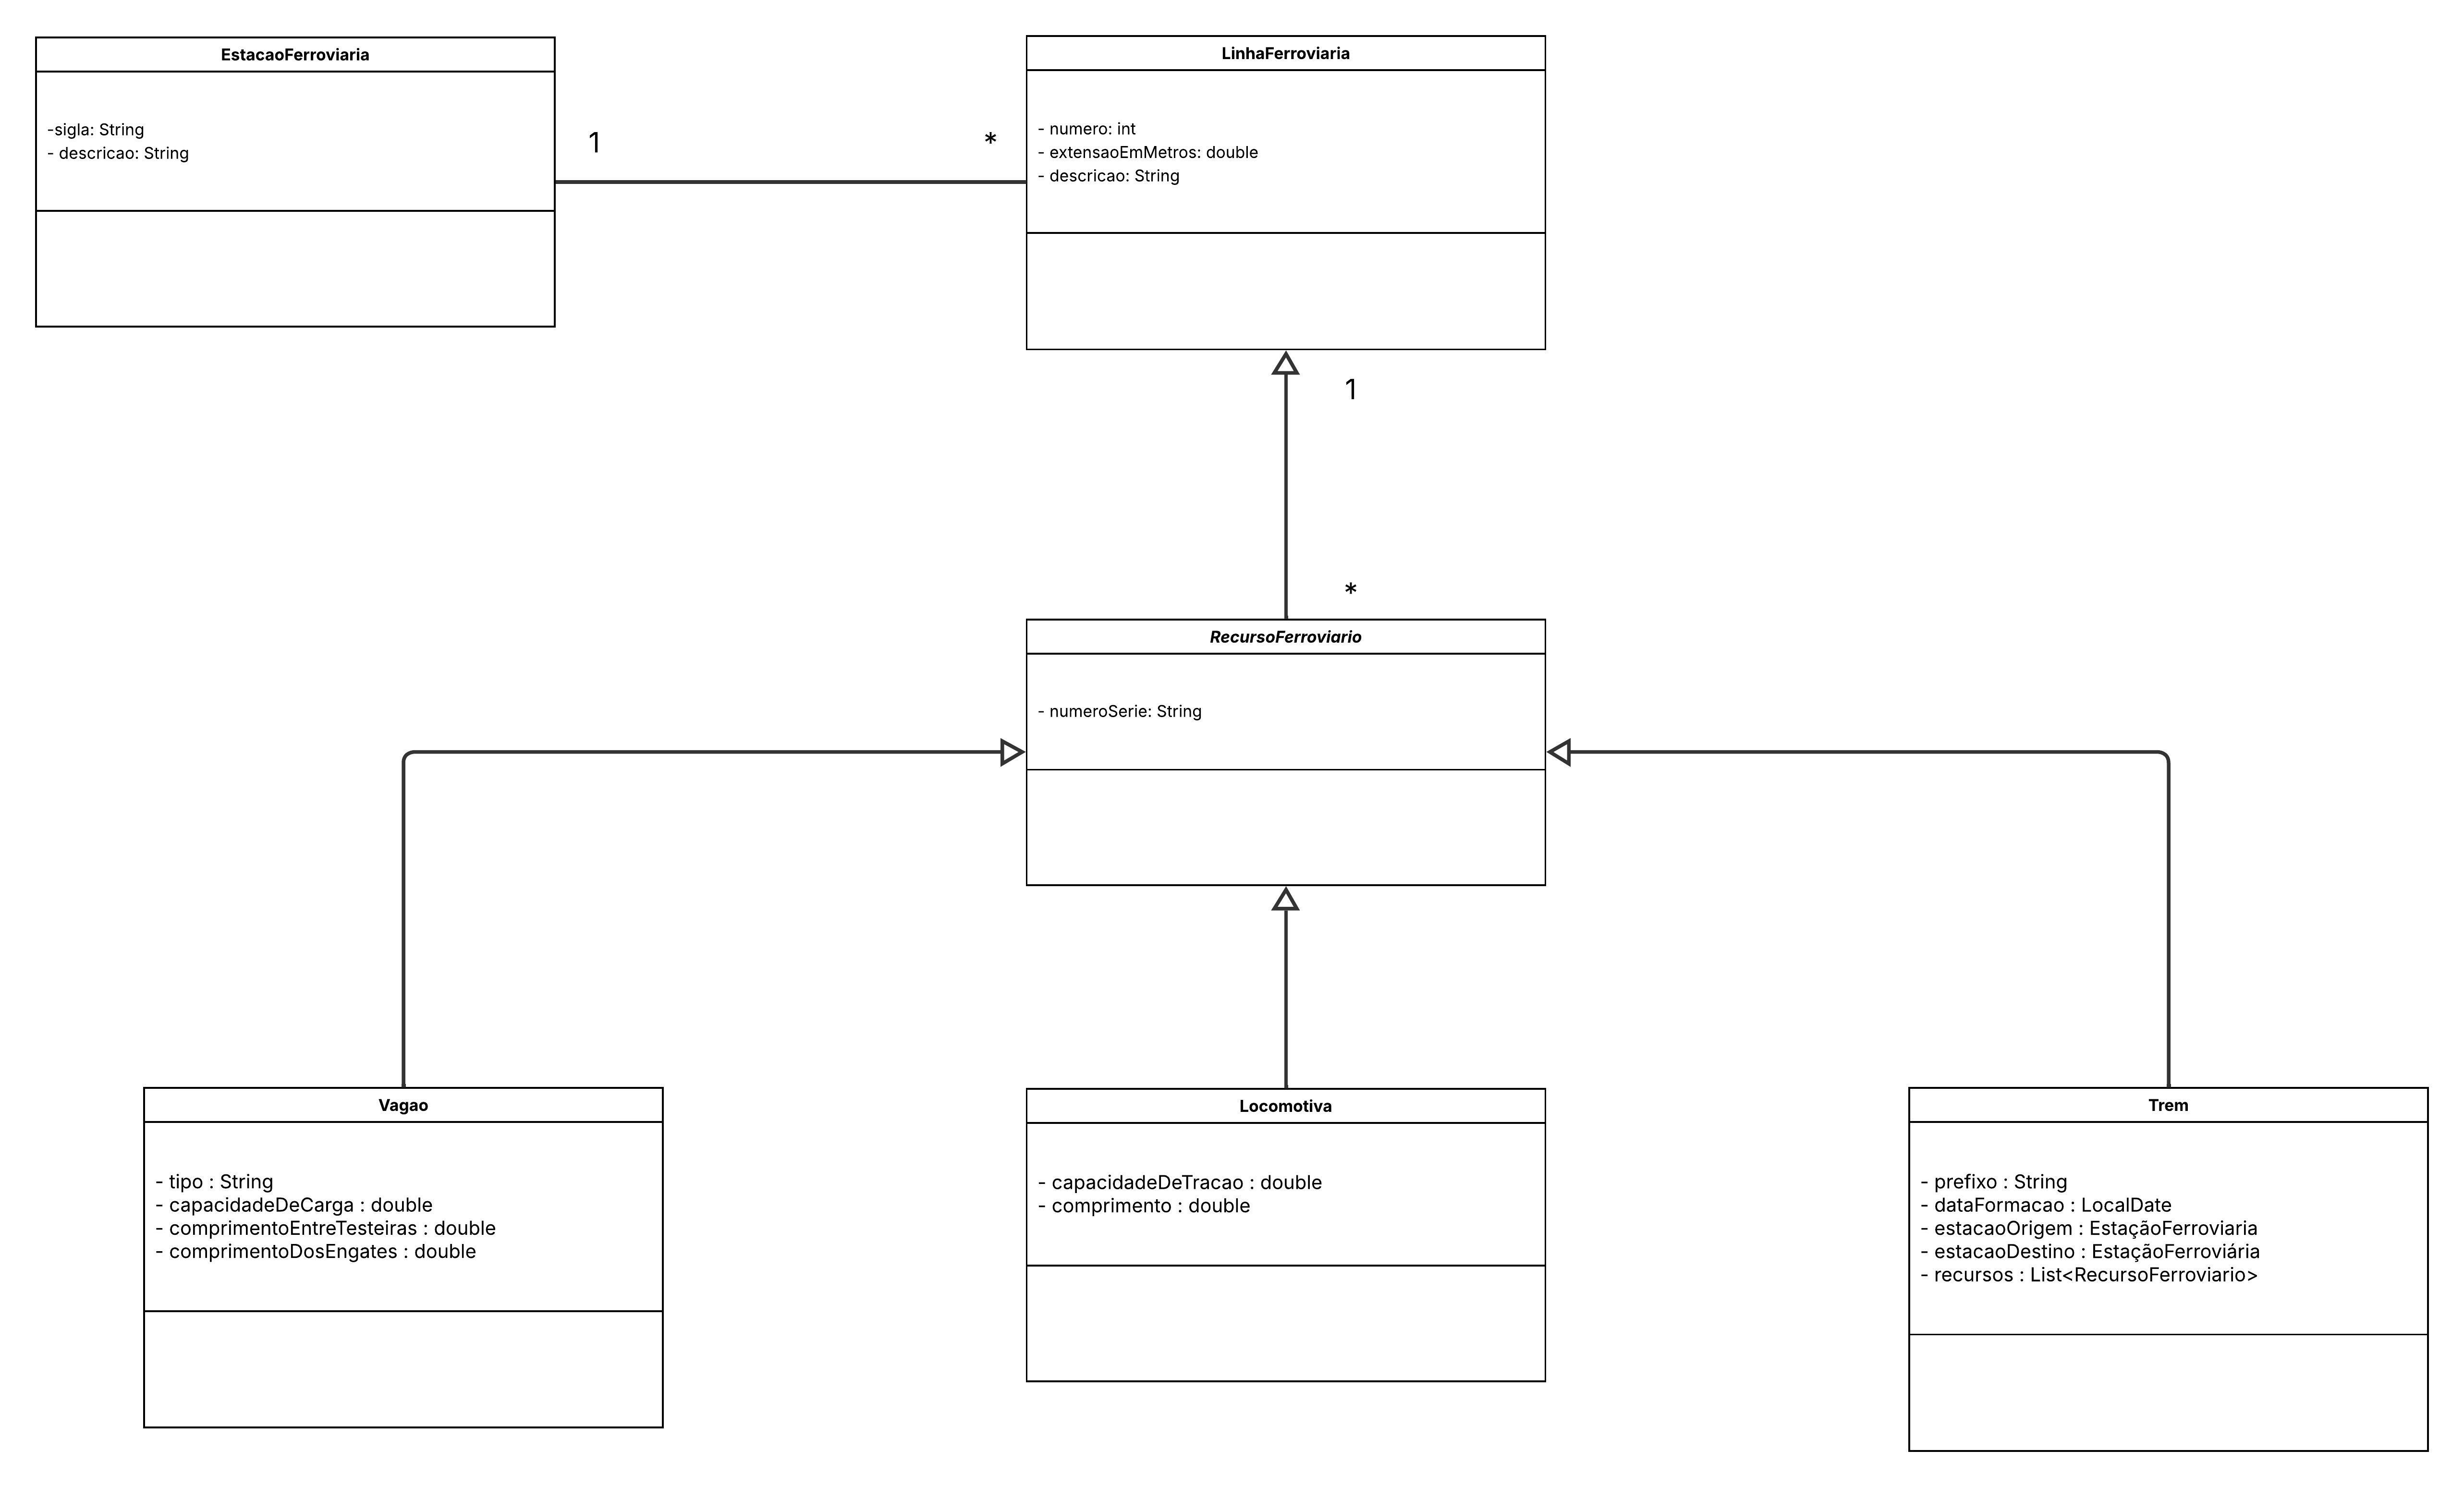 EstacaoFerroviaria
-sigla: String
- descricao: String
1
*
LinhaFerroviaria
- numero: int
- extensaoEmMetros: double
- descricao: String
1
*
RecursoFerroviario
- numeroSerie: String
Vagao
- tipo : String
- capacidadeDeCarga : double
- comprimentoEntreTesteiras : double
- comprimentoDosEngates : double
Locomotiva
- capacidadeDeTracao : double
- comprimento : double
Trem
- prefixo : String
- dataFormacao : LocalDate
- estacaoOrigem : EstaçãoFerroviaria
- estacaoDestino : EstaçãoFerroviária
- recursos : List<RecursoFerroviario>